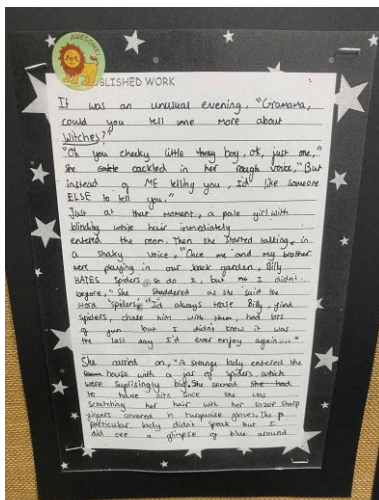 AWESOME!
PUBLISHED WORK
It was an unusual evening, "Gramama,
could you tell me more about
Witches?"
"Oh you cheeky little boy, ok, just one,"
She cackled in her rough voice, "But
instead of ME telling you, I'd like someone
ELSE to tell you."
Just at that moment, a pale girl with
blinding white hair immediately
entered the room. Then she started talking, in
a shaky voice, "Once me and my brother
were playing in our back garden, Billy
HATES Spiders so do I, but I didn't
before," She shuddered as she said the
word Spiders. "I'd always tease Billy, find
Spiders, chase him with them, had lots
of fun but I didn't know it was
the last day I'd ever enjoy again...."
She carried on, "A strange lady entered the
house with a jar of spiders which
were suprisingly big. She seemed
to have nits since she was
scratching her hair with her razor sharp
fingers covered in turquoise gloves. The
particular lady didn't speak but I
did see a glimpse of blue around